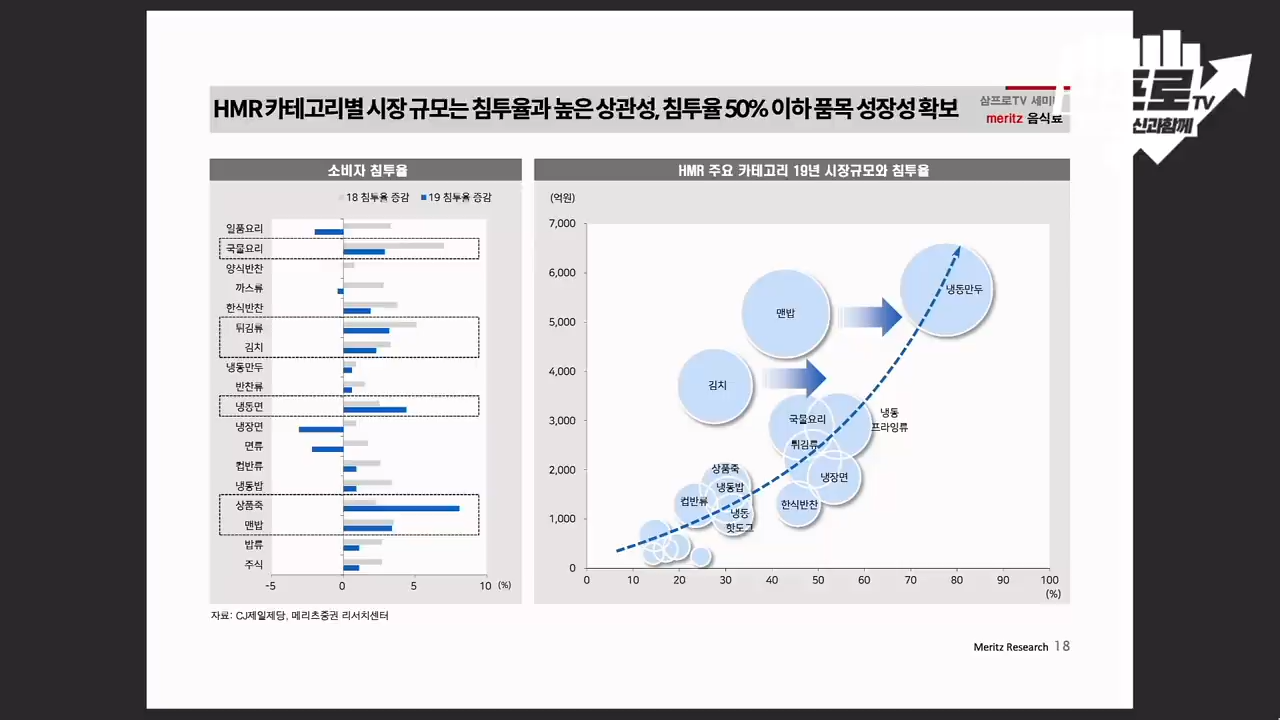 HMR 카테고리별 시장 규모는 침투율과 높은 상관성, 침투율 50% 이하 품목 성장성 확보
삼프로TV 세미
meritz 음식료
프로TV
신과함께
소비자 침투율
18 침투율 증감
19 침투율 증감
일품요리
국물요리
양식반찬
까스류
한식반찬
튀김류
김치
냉동만두
반찬류
냉동면
냉장면
면류
컵반류
냉동밥
상품죽
맨밥
밥류
주식
-5 0 5 10 (%)
HMR 주요 카테고리 19년 시장규모와 침투율
(억원)
7,000
6,000
5,000
4,000
3,000
2,000
1,000
0
냉동만두
맨밥
김치
국물요리
냉동
프라잉류
튀김류
상품죽
냉장면
냉동밥
컵반류
한식반찬
냉동
핫도그
0 10 20 30 40 50 60 70 80 90 100
(%)
자료: CJ제일제당, 메리츠증권 리서치센터
Meritz Research 18